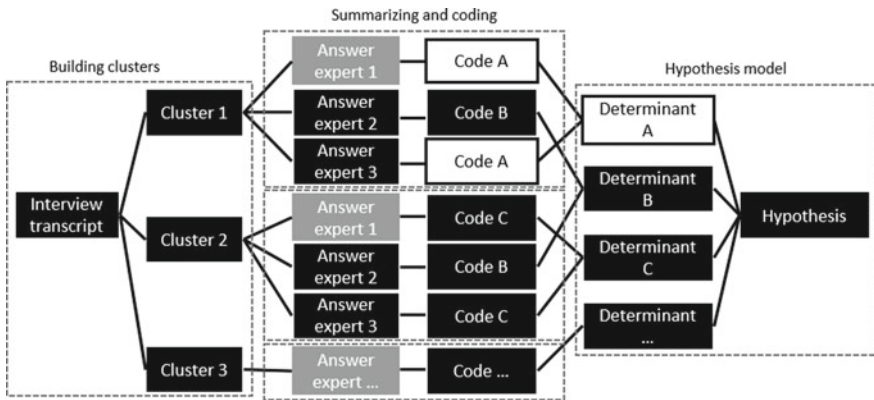 Summarizing and coding
Building clusters
Hypothesis model
Interview
transcript
Cluster 1
Cluster 2
Cluster 3
Answer
expert 1
Code A
Answer
expert 2
Code B
Answer
expert 3
Code A
Answer
expert 1
Code C
Answer
expert 2
Code B
Answer
expert 3
Code C
Answer
expert ...
Code ...
Determinant
A
Determinant
B
Determinant
C
Determinant
...
Hypothesis